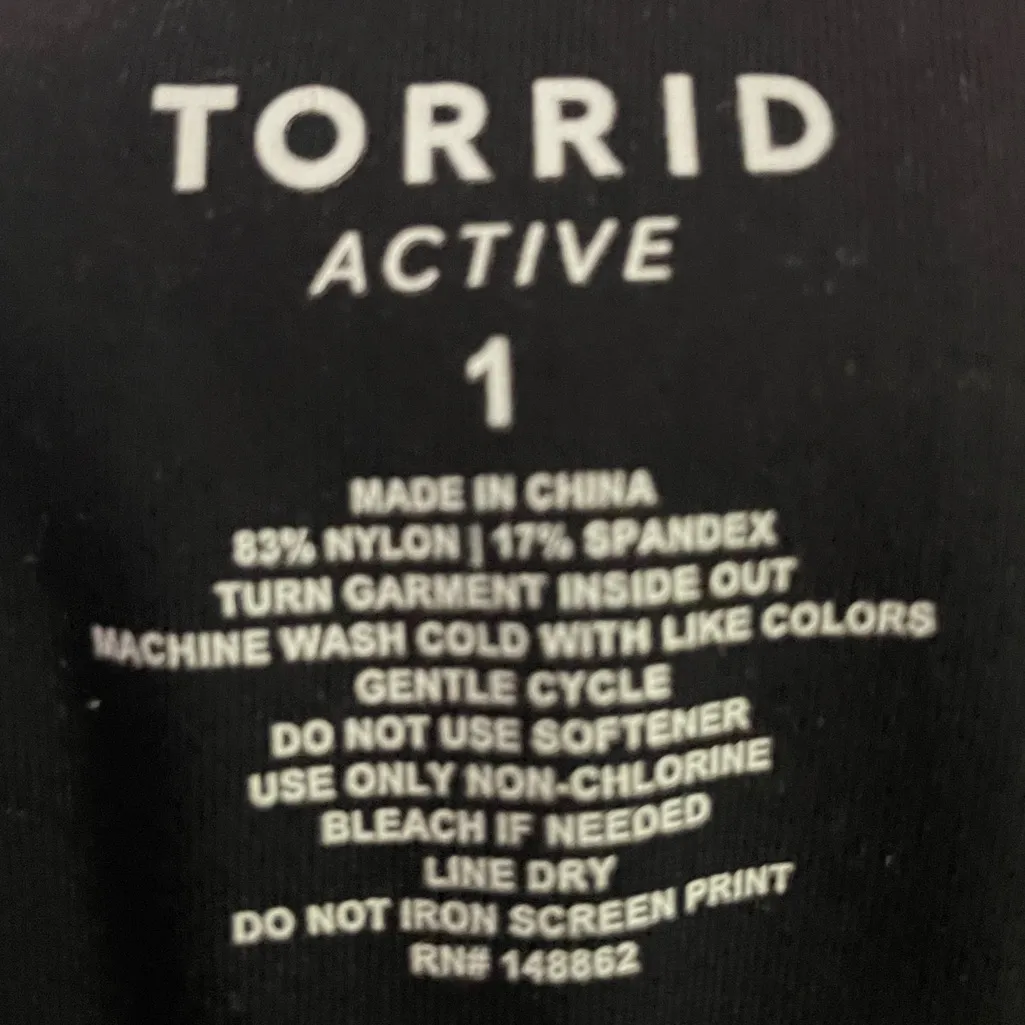 TORRID
ACTIVE
1
MADE IN CHINA
83% NYLON | 17% SPANDEX
TURN GARMENT INSIDE OUT
MACHINE WASH COLD WITH LIKE COLORS
GENTLE CYCLE
DO NOT USE SOFTENER
USE ONLY NON-CHLORINE
BLEACH IF NEEDED
LINE DRY
DO NOT IRON SCREEN PRINT
RN# 148862